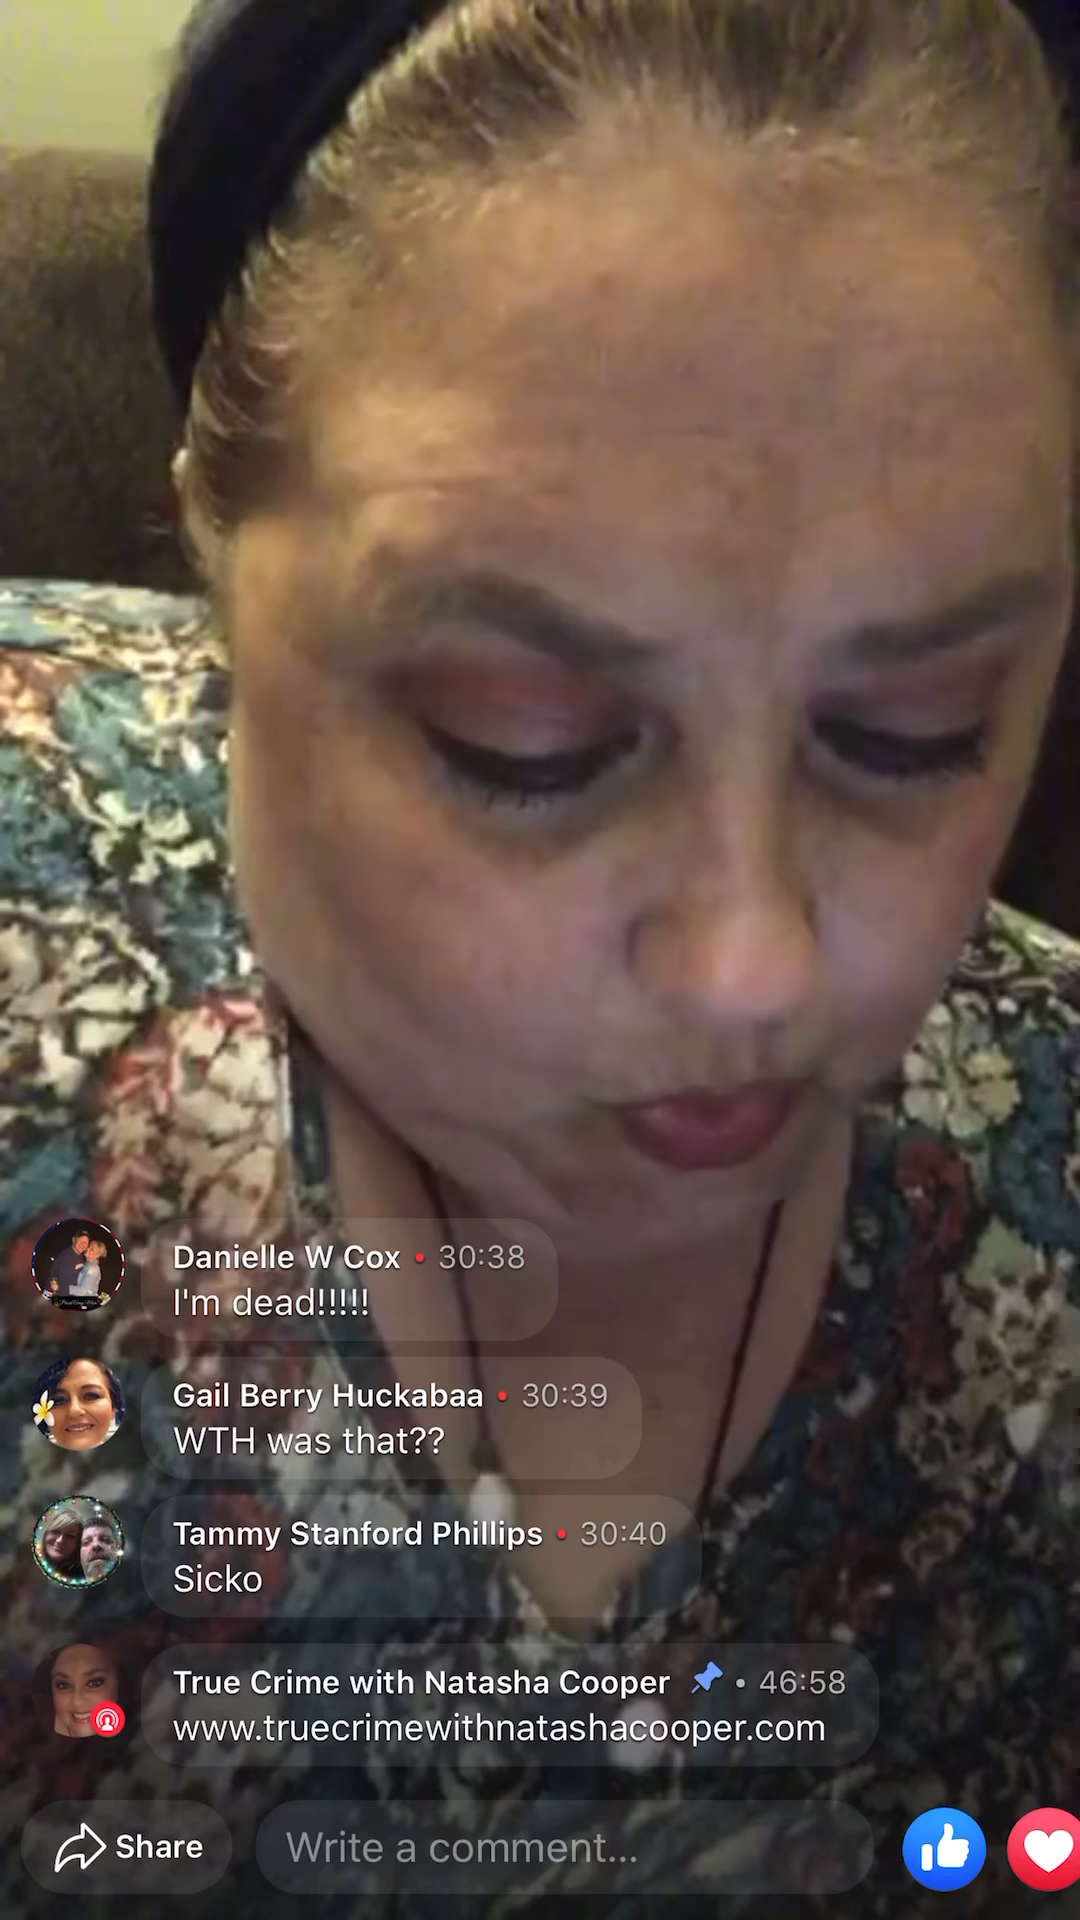 Danielle W Cox • 30:38
I'm dead!!!!!
Gail Berry Huckabaa • 30:39
WTH was that??
Tammy Stanford Phillips • 30:40
Sicko
True Crime with Natasha Cooper • 46:58
www.truecrimewithnatashacooper.com
Share
Write a comment...